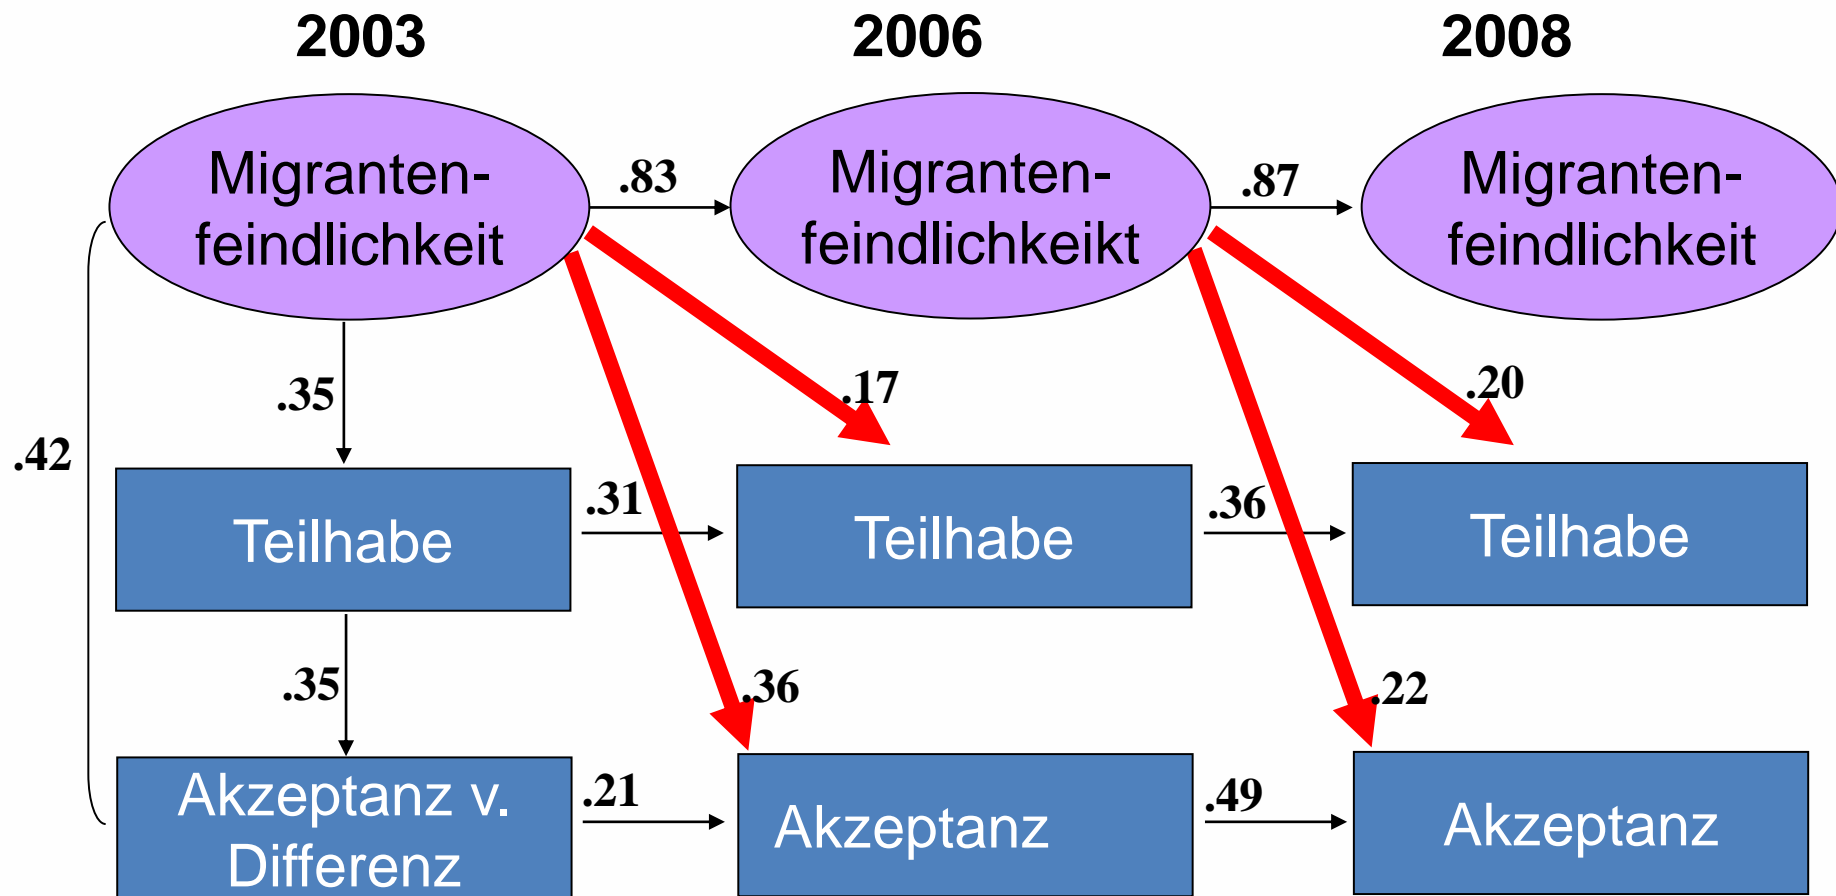 2003
2006
2008
Migranten-
feindlichkeit
.83
Migranten-
feindlichkeikt
.87
Migranten-
feindlichkeit
.35
.17
.20
.42
Teilhabe
.31
Teilhabe
.36
Teilhabe
.35
.36
.22
Akzeptanz v.
Differenz
.21
Akzeptanz
.49
Akzeptanz